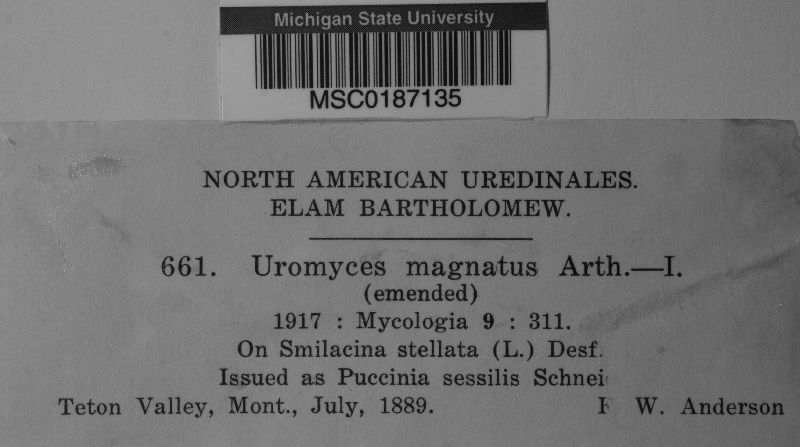 Michigan State University
MSC0187135
NORTH AMERICAN UREDINALES.
ELAM BARTHOLOMEW.
661. Uromyces magnatus Arth.—I.
(emended)
1917 : Mycologia 9 : 311.
On Smilacina stellata (L.) Desf.
Issued as Puccinia sessilis Schnei
Teton Valley, Mont., July, 1889. F W. Anderson